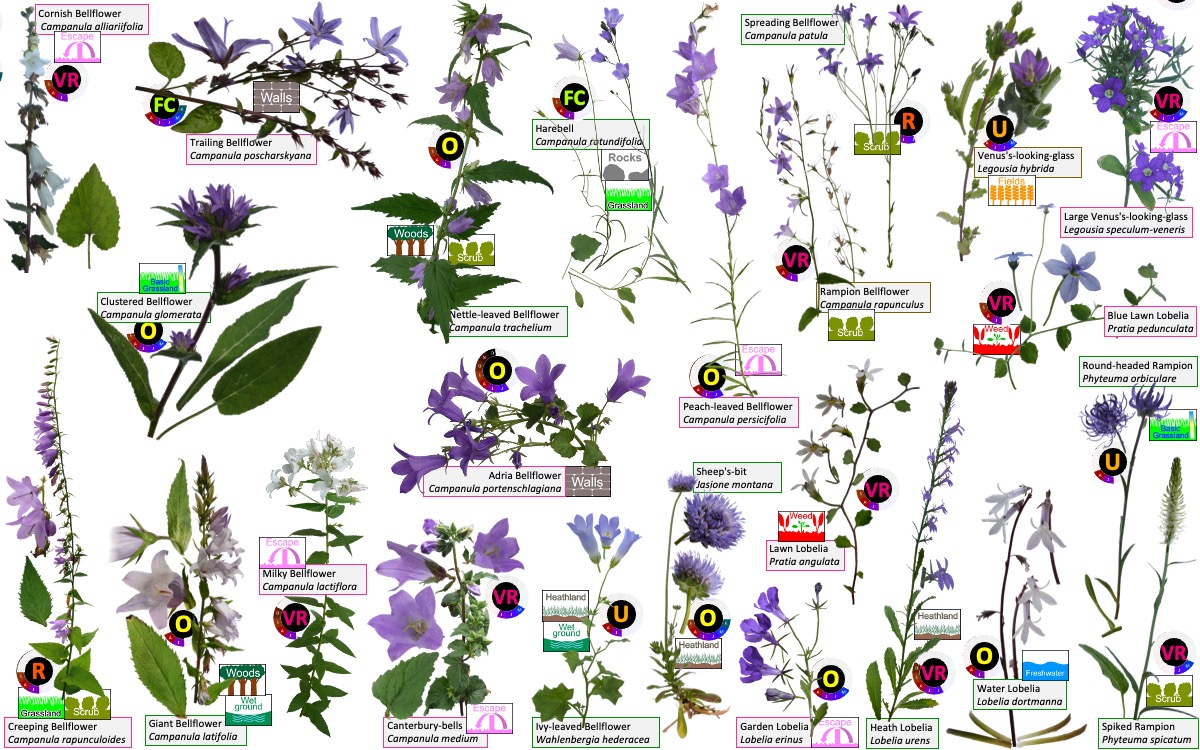 Cornish Bellflower
Campanula alliariifolia
Escape
VR
FC
Walls
Trailing Bellflower
Campanula poscharskyana
O
Woods
Scrub
Nettle-leaved Bellflower
Campanula trachelium
FC
Harebell
Campanula rotundifolia
Rocks
Grassland
Spreading Bellflower
Campanula patula
R
Scrub
U
Venus's-looking-glass
Legousia hybrida
Fields
VR
Escape
Large Venus's-looking-glass
Legousia speculum-veneris
Basic
Grassland
Clustered Bellflower
Campanula glomerata
O
VR
Rampion Bellflower
Campanula rapunculus
Scrub
VR
Weed
Blue Lawn Lobelia
Pratia pedunculata
O
Adria Bellflower
Campanula portenschlagiana
Walls
Escape
O
Peach-leaved Bellflower
Campanula persicifolia
Round-headed Rampion
Phyteuma orbiculare
Basic
Grassland
U
Sheep's-bit
Jasione montana
O
Heathland
VR
Weed
Lawn Lobelia
Pratia angulata
R
Grassland
Scrub
Creeping Bellflower
Campanula rapunculoides
O
Woods
Wet
ground
Giant Bellflower
Campanula latifolia
Escape
Milky Bellflower
Campanula lactiflora
VR
VR
Canterbury-bells
Campanula medium
Escape
Heathland
Wet
ground
U
Ivy-leaved Bellflower
Wahlenbergia hederacea
O
Garden Lobelia
Lobelia erinus
Escape
Heathland
VR
Heath Lobelia
Lobelia urens
O
Freshwater
Water Lobelia
Lobelia dortmanna
VR
Scrub
Spiked Rampion
Phyteuma spicatum